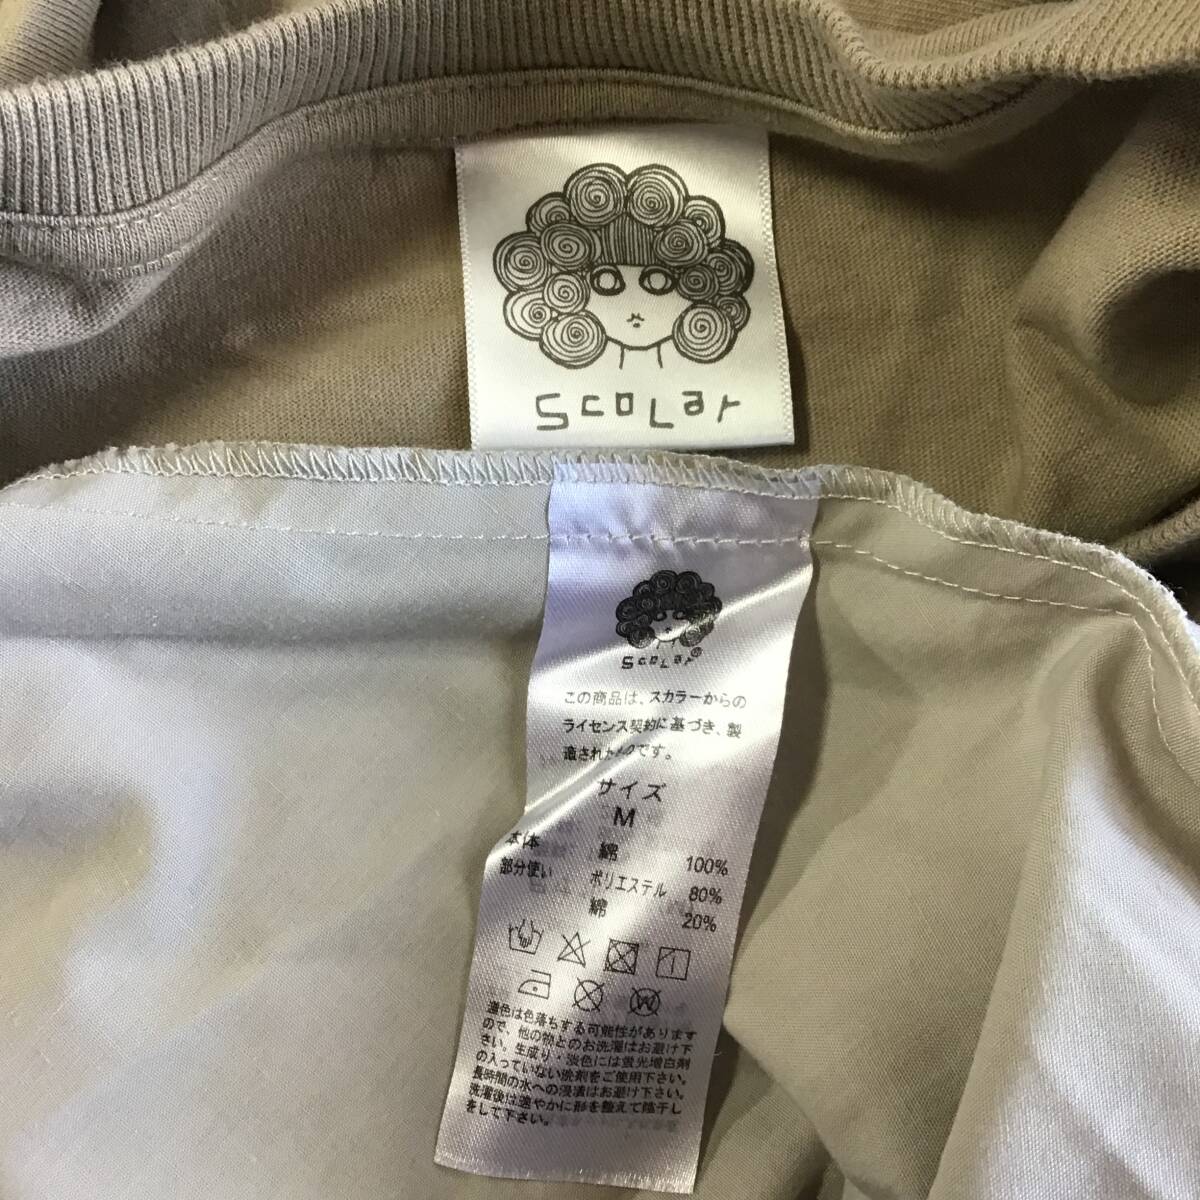 ScoLar
ScoLar®
この商品は、スカラーからの
ライセンス契約に基づき、製
造されたものです。
サイズ
M
本体 綿 100%
部分使い ポリエステル 80%
綿 20%
濃色は色落ちする可能性があります
ので、他の物とのお洗濯はお避け下
さい。生成り・淡色には蛍光増白剤
の入っていない洗剤をご使用下さい。
長時間の水への浸漬はお避け下さい。
洗濯後は速やかに形を整えて陰干し
をして下さい。